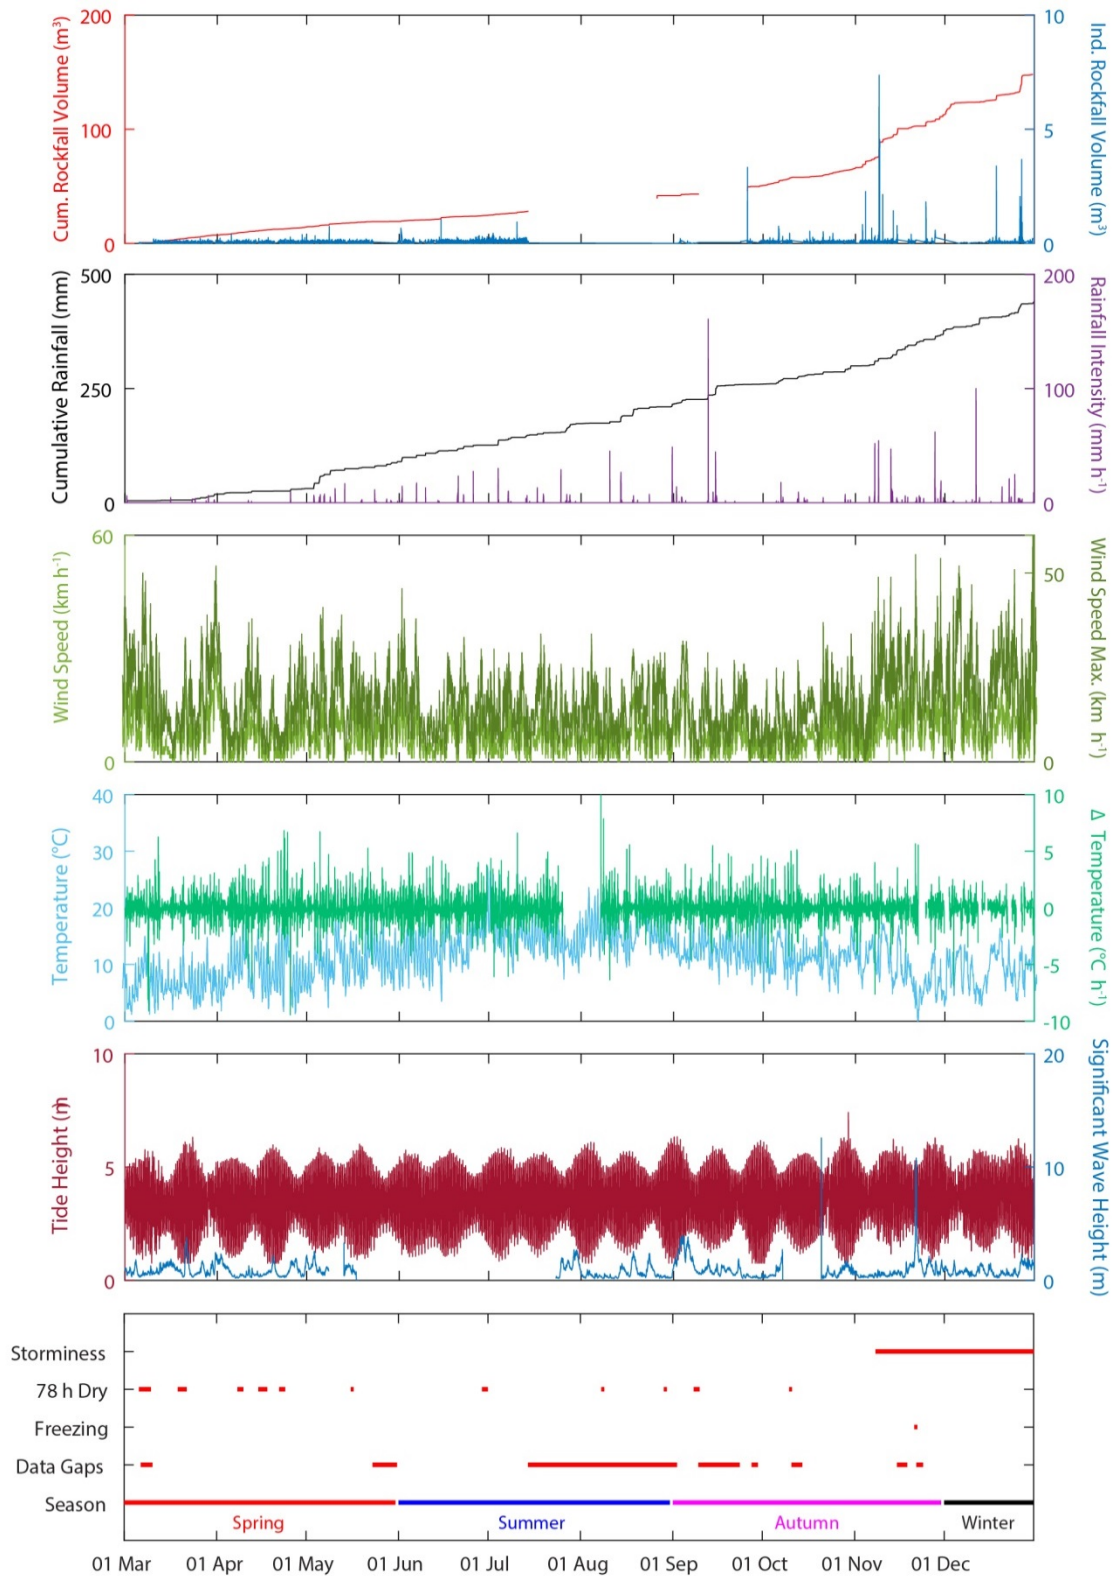 Cum. Rockfall Volume (m³)
200
100
0
10
5
0
Ind. Rockfall Volume (m³)
Cumulative Rainfall (mm)
500
250
0
200
100
0
Rainfall Intensity (mm h⁻¹)
Wind Speed (km h⁻¹)
60
0
50
0
Wind Speed Max. (km h⁻¹)
Temperature (°C)
40
30
20
10
0
10
5
0
-5
-10
Δ Temperature (°C h⁻¹)
Tide Height (m)
10
5
0
20
10
0
Significant Wave Height (m)
Storminess
78 h Dry
Freezing
Data Gaps
Season
Spring Summer Autumn Winter
01 Mar 01 Apr 01 May 01 Jun 01 Jul 01 Aug 01 Sep 01 Oct 01 Nov 01 Dec